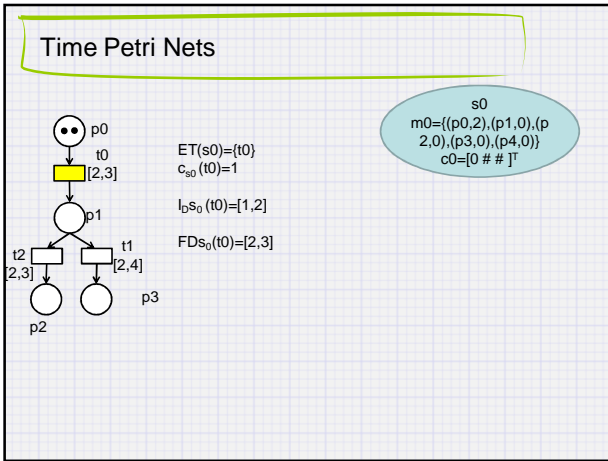 Time Petri Nets
s0
m0={(p0,2),(p1,0),(p
2,0),(p3,0),(p4,0)}
c0=[0 # # ]T
p0
t0
[2,3]
p1
t2
[2,3]
t1
[2,4]
p3
p2
ET(s0)={t0}
cs0(t0)=1
IDs0(t0)=[1,2]
FDs0(t0)=[2,3]